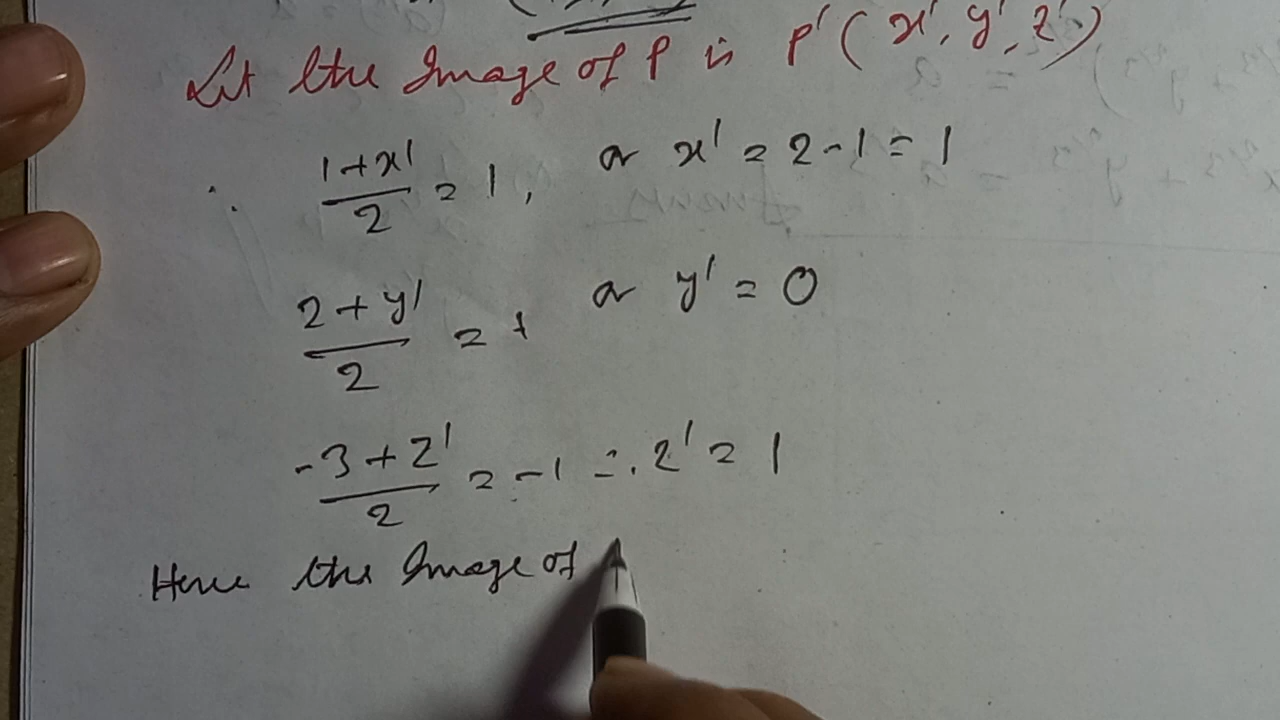 Let the Image of P is P' ( x', y', z' )
∴ 1+x' / 2 = 1, or x' = 2-1 = 1
2+y' / 2 = 1 or y' = 0
-3+z' / 2 = -1 ∴ z' = 1
Hence the Image of